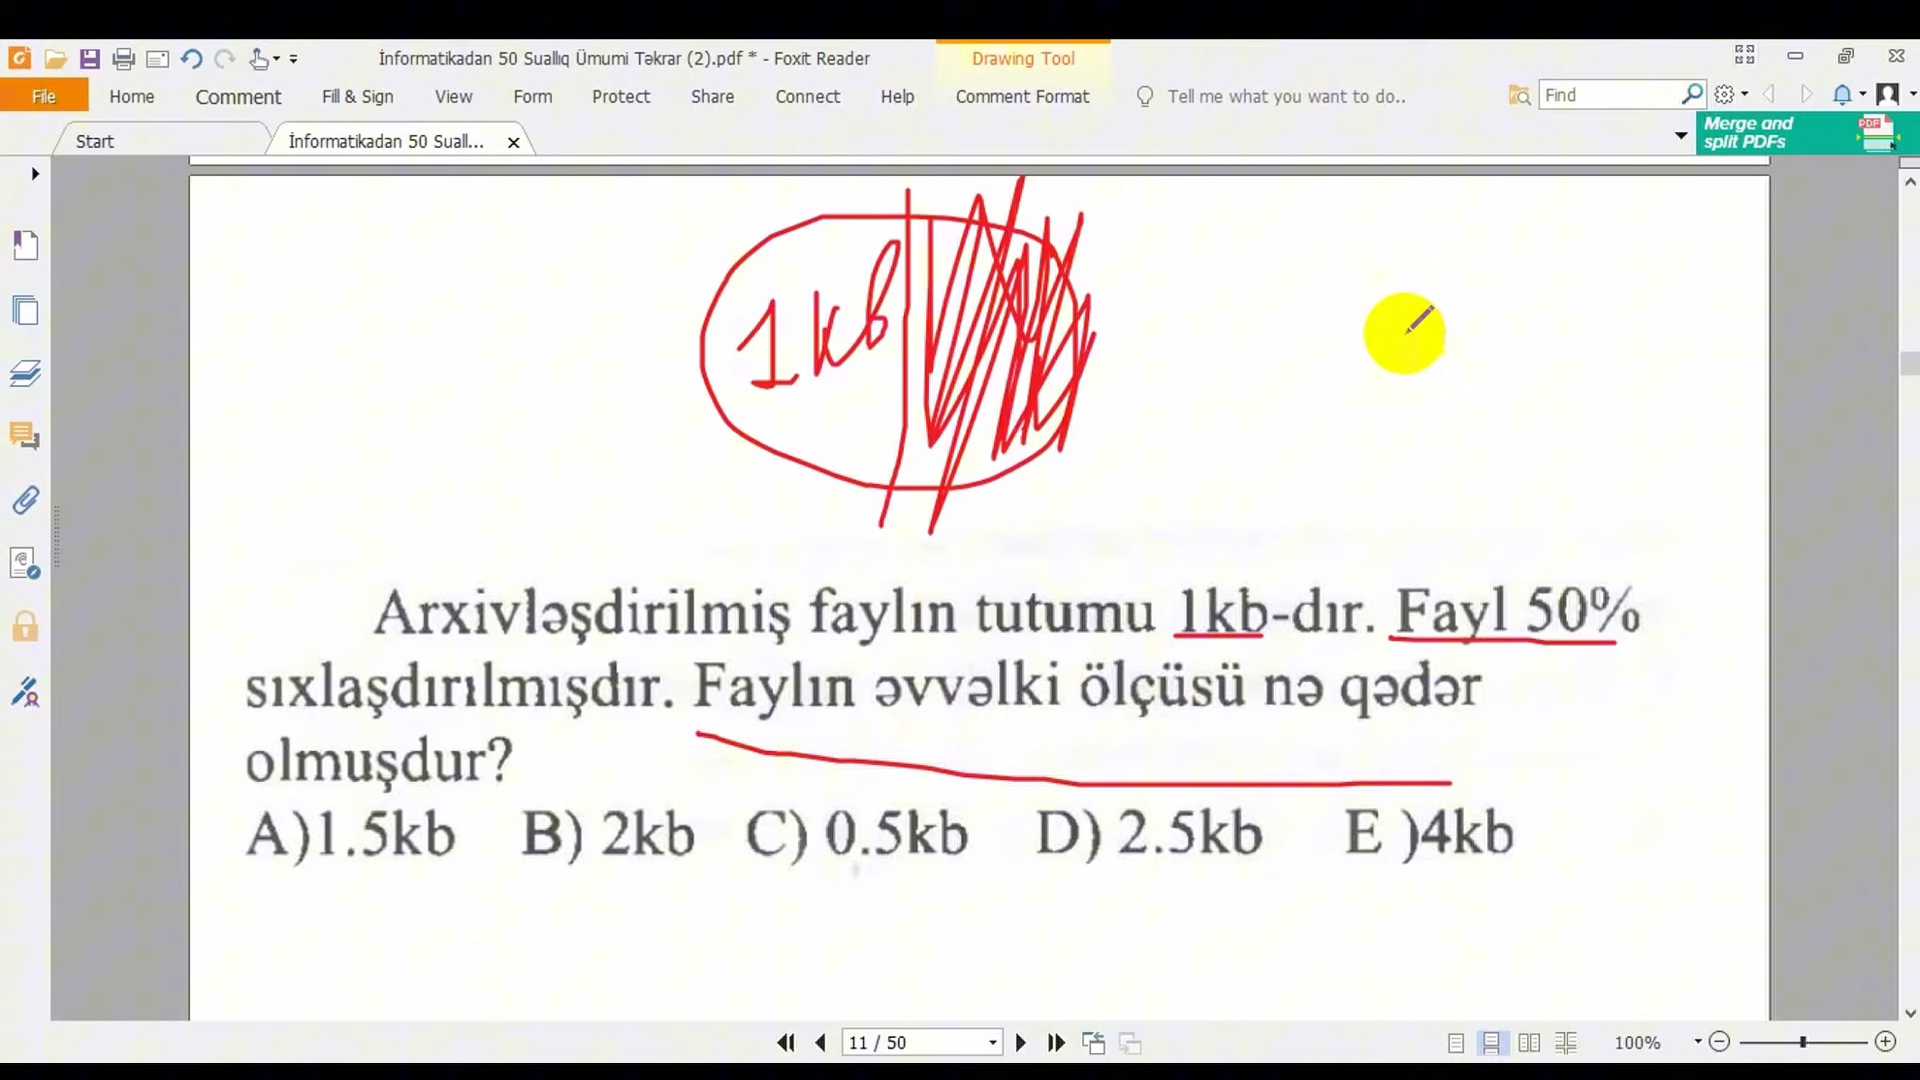 İnformatikadan 50 Suallıq Ümumi Təkrar (2).pdf * - Foxit Reader
Drawing Tool
File
Home
Comment
Fill & Sign
View
Form
Protect
Share
Connect
Help
Comment Format
Tell me what you want to do..
Find
Start
İnformatikadan 50 Suall...
Merge and
split PDFs
PDF
1 kb
Arxivləşdirilmiş faylın tutumu 1kb-dır. Fayl 50%
sıxlaşdırılmışdır. Faylın əvvəlki ölçüsü nə qədər
olmuşdur?
A)1.5kb B) 2kb C) 0.5kb D) 2.5kb E )4kb
11 / 50
100%